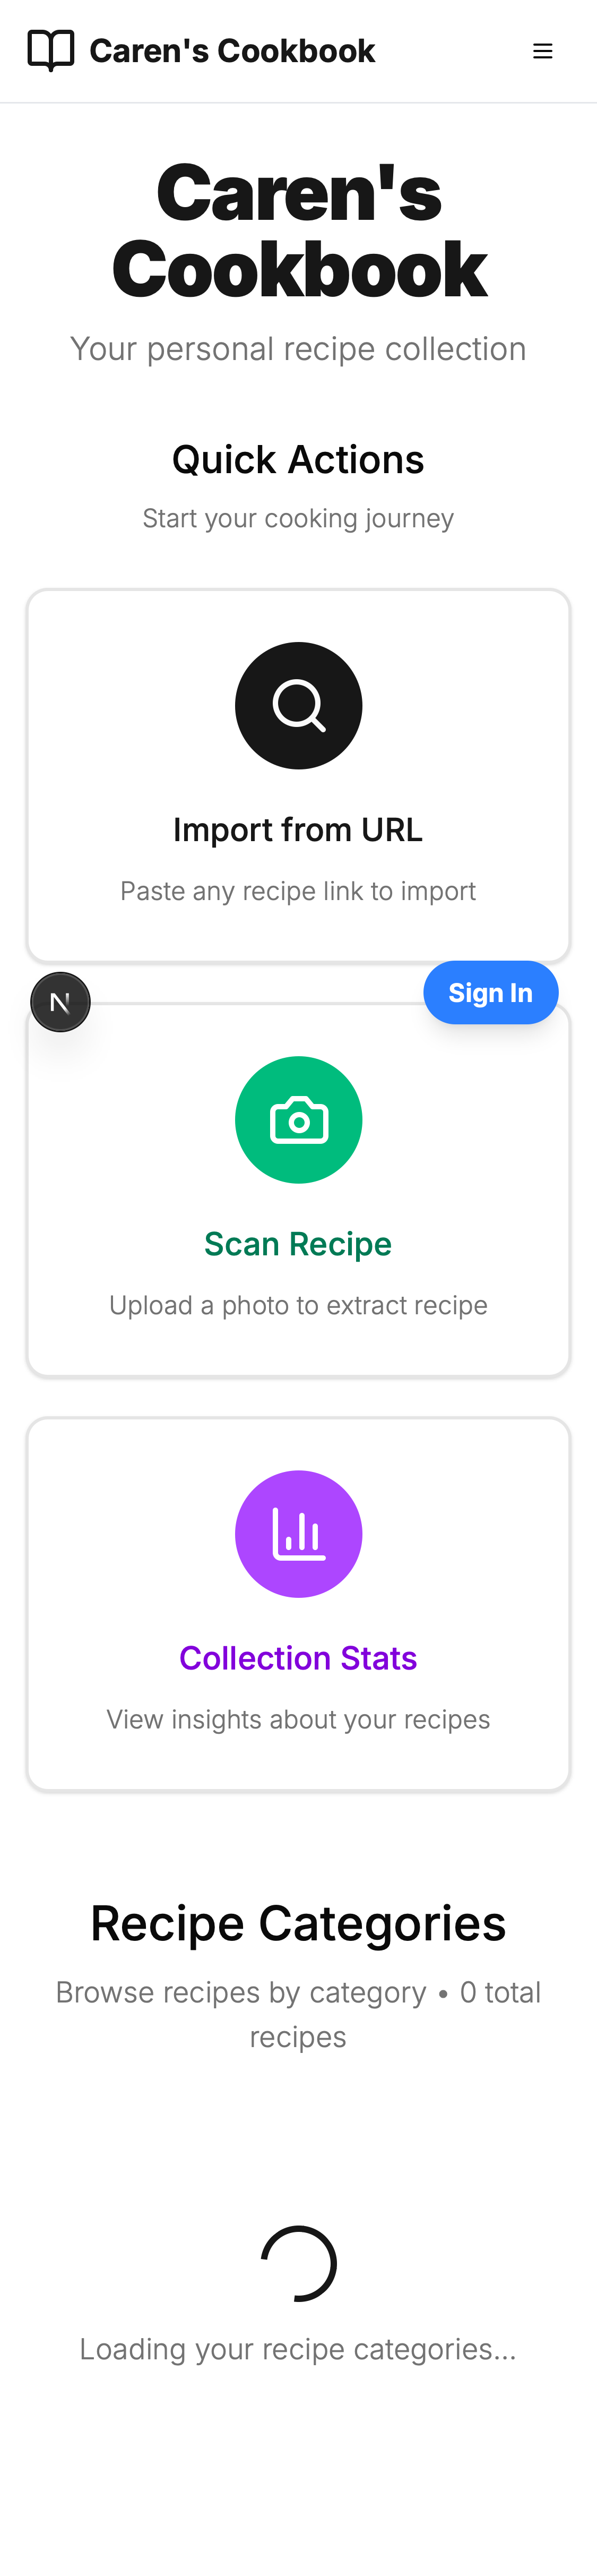 Caren's Cookbook
Caren's
Cookbook
Your personal recipe collection
Quick Actions
Start your cooking journey
Import from URL
Paste any recipe link to import
N
Sign In
Scan Recipe
Upload a photo to extract recipe
Collection Stats
View insights about your recipes
Recipe Categories
Browse recipes by category • 0 total
recipes
Loading your recipe categories...